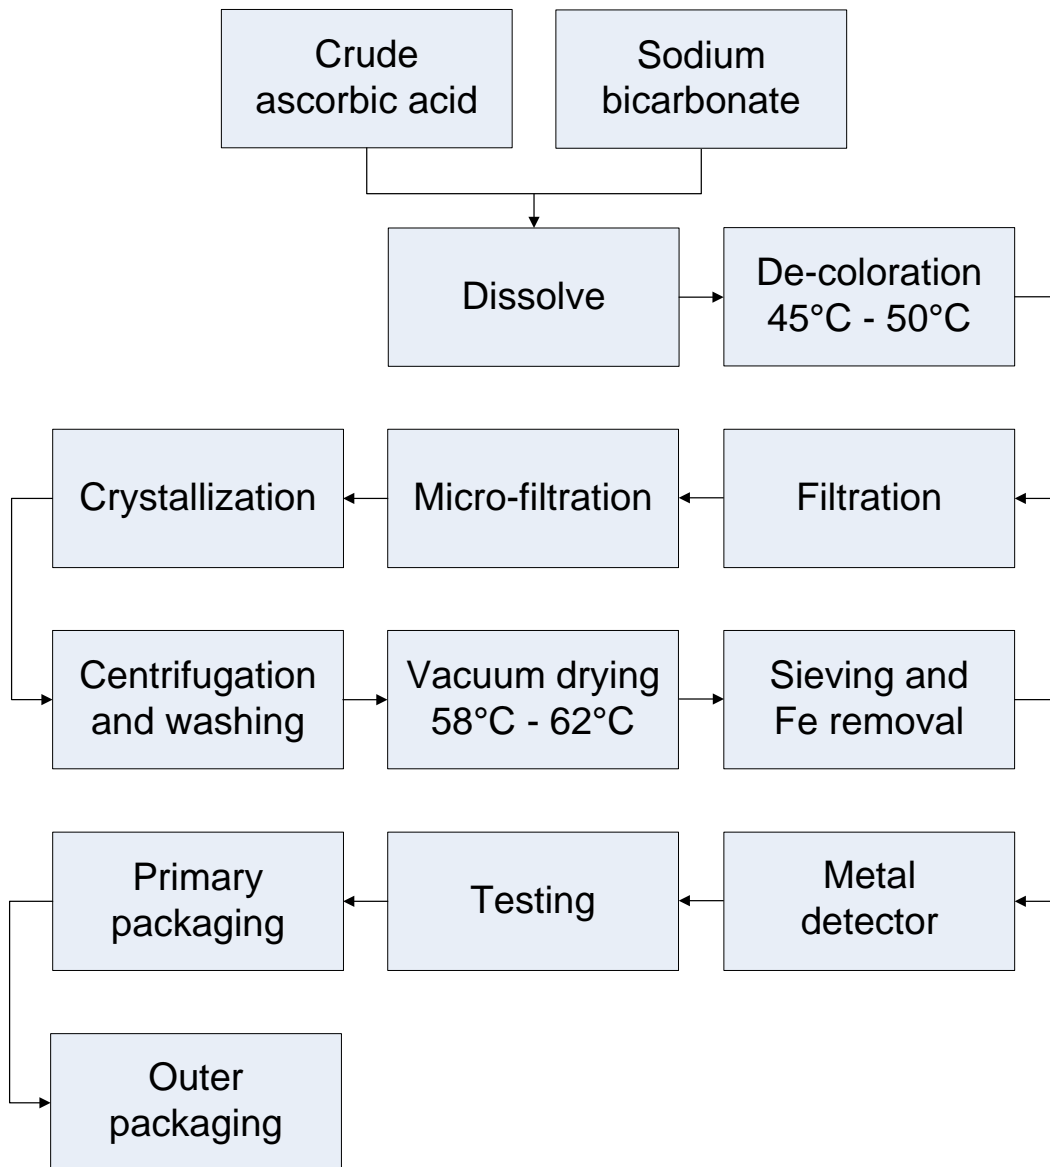 Crude
ascorbic acid
Sodium
bicarbonate
Dissolve
De-coloration
45°C - 50°C
Crystallization
Micro-filtration
Filtration
Centrifugation
and washing
Vacuum drying
58°C - 62°C
Sieving and
Fe removal
Primary
packaging
Testing
Metal
detector
Outer
packaging